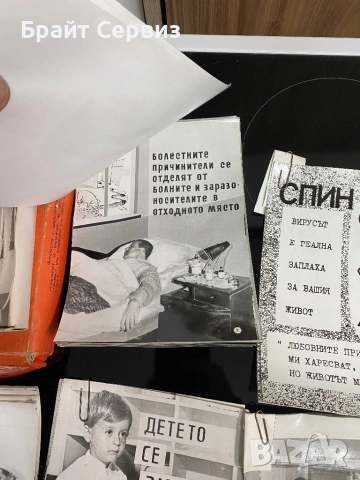 Брайт Сервиз
БОЛЕСТНИТЕ
ПРИЧИНИТЕЛИ СЕ
ОТДЕЛЯТ ОТ
БОЛНИТЕ И ЗАРАЗО-
НОСИТЕЛИТЕ В
ОТХОДНОТО МЯСТО
СПИН
ВИРУСЪТ
Е РЕАЛНА
ЗАПЛАХА
ЗА ВАШИЯ
ЖИВОТ
" ЛЮБОВНИТЕ
МИ ХАРЕСВАТ,
НО ЖИВОТЪТ
ДЕТЕТО
СЕ
BAZAR